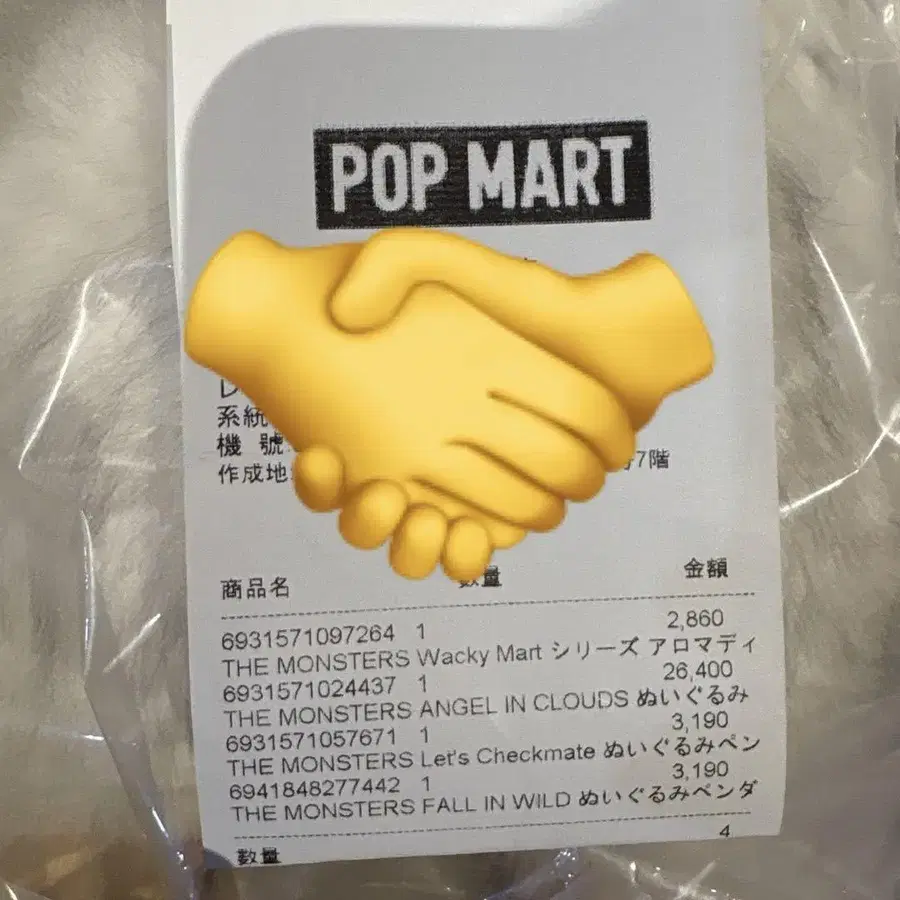 POP MART
系統
機 號
作成地
7階
商品名 数量 金額
6931571097264 1 2,860
THE MONSTERS Wacky Mart シリーズ アロマディ
6931571024437 1 26,400
THE MONSTERS ANGEL IN CLOUDS ぬいぐるみ
6931571057671 1 3,190
THE MONSTERS Let's Checkmate ぬいぐるみペン
6941848277442 1 3,190
THE MONSTERS FALL IN WILD ぬいぐるみペンダ
數量 4